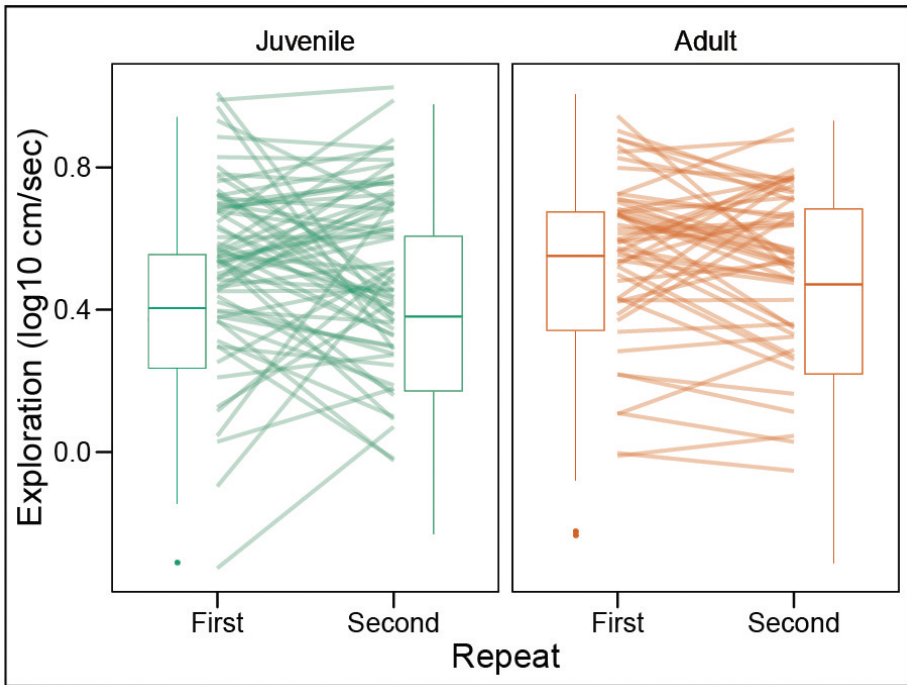 Juvenile
Adult
Exploration (log10 cm/sec)
0.8
0.4
0.0
First
Second
First
Second
Repeat